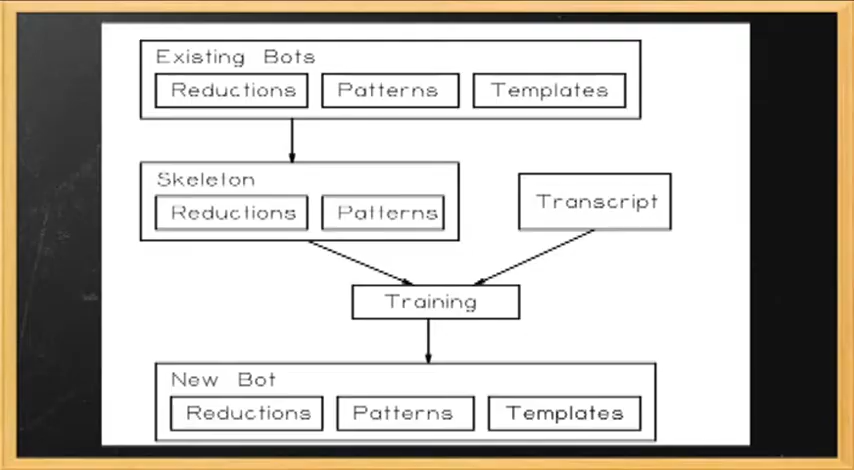 Existing Bots
Reductions Patterns Templates
Skeleton
Reductions Patterns
Transcript
Training
New Bot
Reductions Patterns Templates